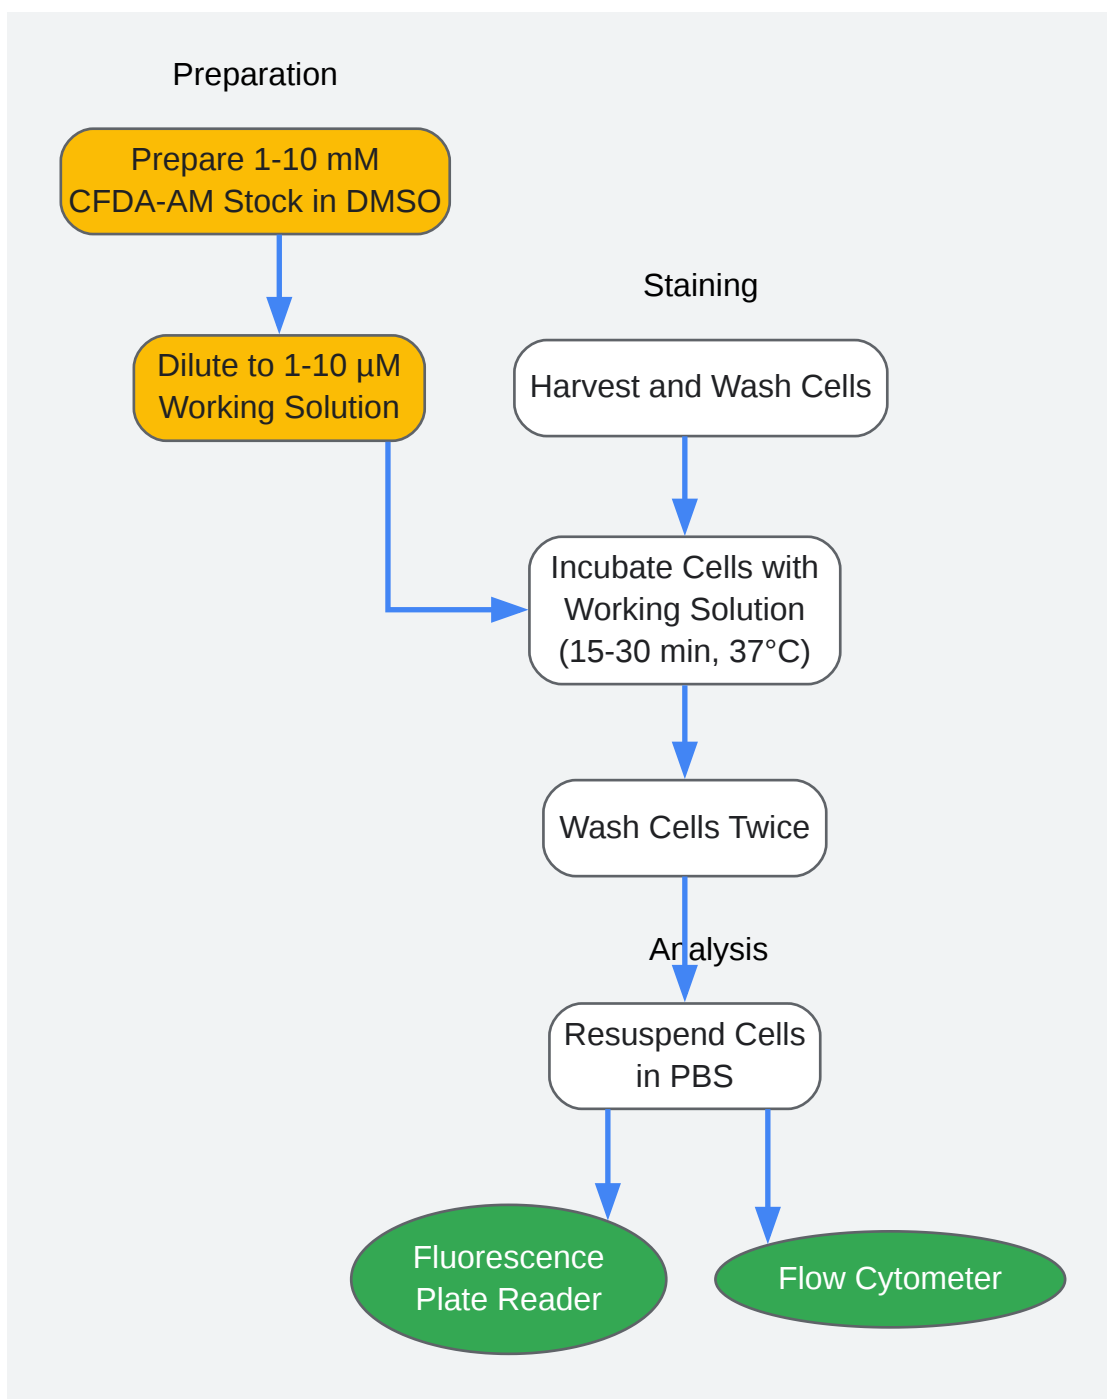 Preparation
Prepare 1-10 mM
CFDA-AM Stock in DMSO
Dilute to 1-10 µM
Working Solution
Staining
Harvest and Wash Cells
Incubate Cells with
Working Solution
(15-30 min, 37°C)
Wash Cells Twice
Analysis
Resuspend Cells
in PBS
Fluorescence
Plate Reader
Flow Cytometer